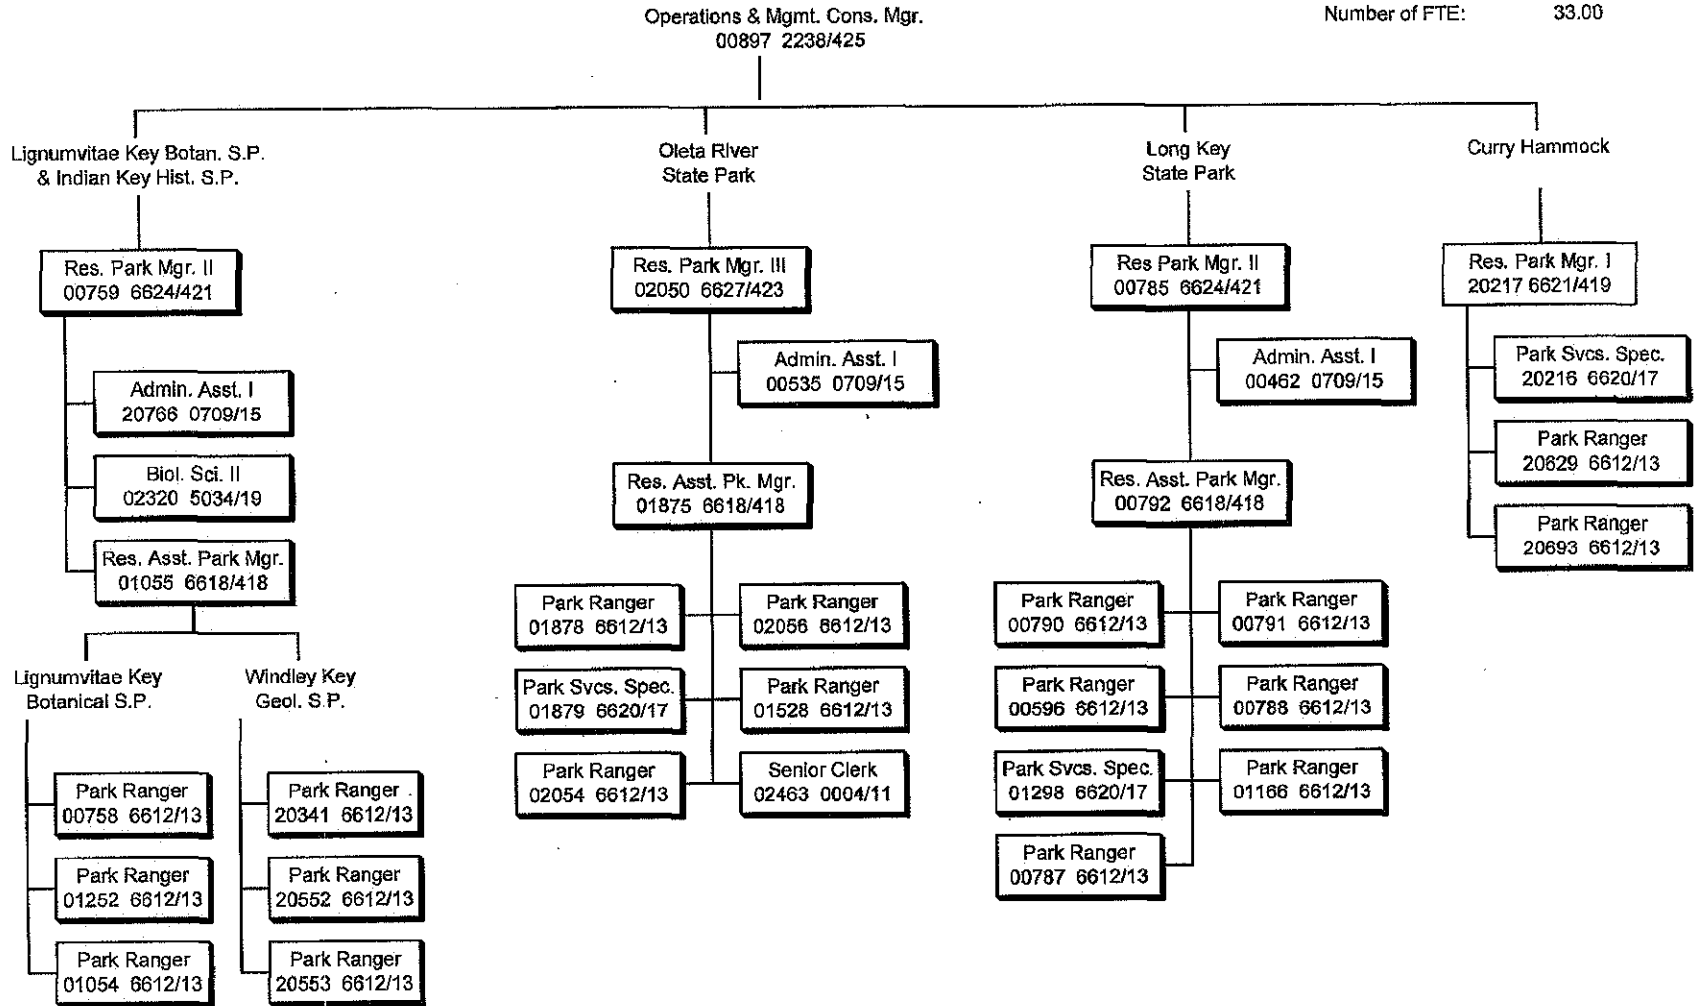 Operations & Mgmt. Cons. Mgr.
00897 2238/425
Number of FTE: 33.00
Lignumvitae Key Botan. S.P.
& Indian Key Hist. S.P.
Oleta River
State Park
Long Key
State Park
Curry Hammock
Res. Park Mgr. II
00759 6624/421
Admin. Asst. I
20766 0709/15
Biol. Sci. II
02320 5034/19
Res. Asst. Park Mgr.
01055 6618/418
Lignumvitae Key
Botanical S.P.
Park Ranger
00758 6612/13
Park Ranger
01252 6612/13
Park Ranger
01054 6612/13
Windley Key
Geol. S.P.
Park Ranger
20341 6612/13
Park Ranger
20552 6612/13
Park Ranger
20553 6612/13
Res. Park Mgr. III
02050 6627/423
Admin. Asst. I
00535 0709/15
Res. Asst. Pk. Mgr.
01875 6618/418
Park Ranger
01878 6612/13
Park Ranger
02056 6612/13
Park Svcs. Spec.
01879 6620/17
Park Ranger
01528 6612/13
Park Ranger
02054 6612/13
Senior Clerk
02463 0004/11
Res Park Mgr. II
00785 6624/421
Admin. Asst. I
00462 0709/15
Res. Asst. Park Mgr.
00792 6618/418
Park Ranger
00790 6612/13
Park Ranger
00791 6612/13
Park Ranger
00596 6612/13
Park Ranger
00788 6612/13
Park Svcs. Spec.
01298 6620/17
Park Ranger
01166 6612/13
Park Ranger
00787 6612/13
Res. Park Mgr. I
20217 6621/419
Park Svcs. Spec.
20216 6620/17
Park Ranger
20629 6612/13
Park Ranger
20693 6612/13